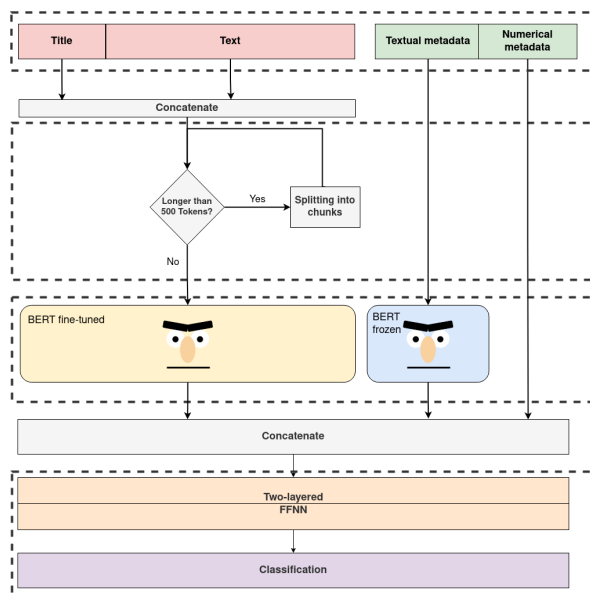 Title
Text
Textual metadata
Numerical
metadata
Concatenate
Longer than
500 Tokens?
Yes
Splitting into
chunks
No
BERT fine-tuned
BERT
frozen
Concatenate
Two-layered
FFNN
Classification